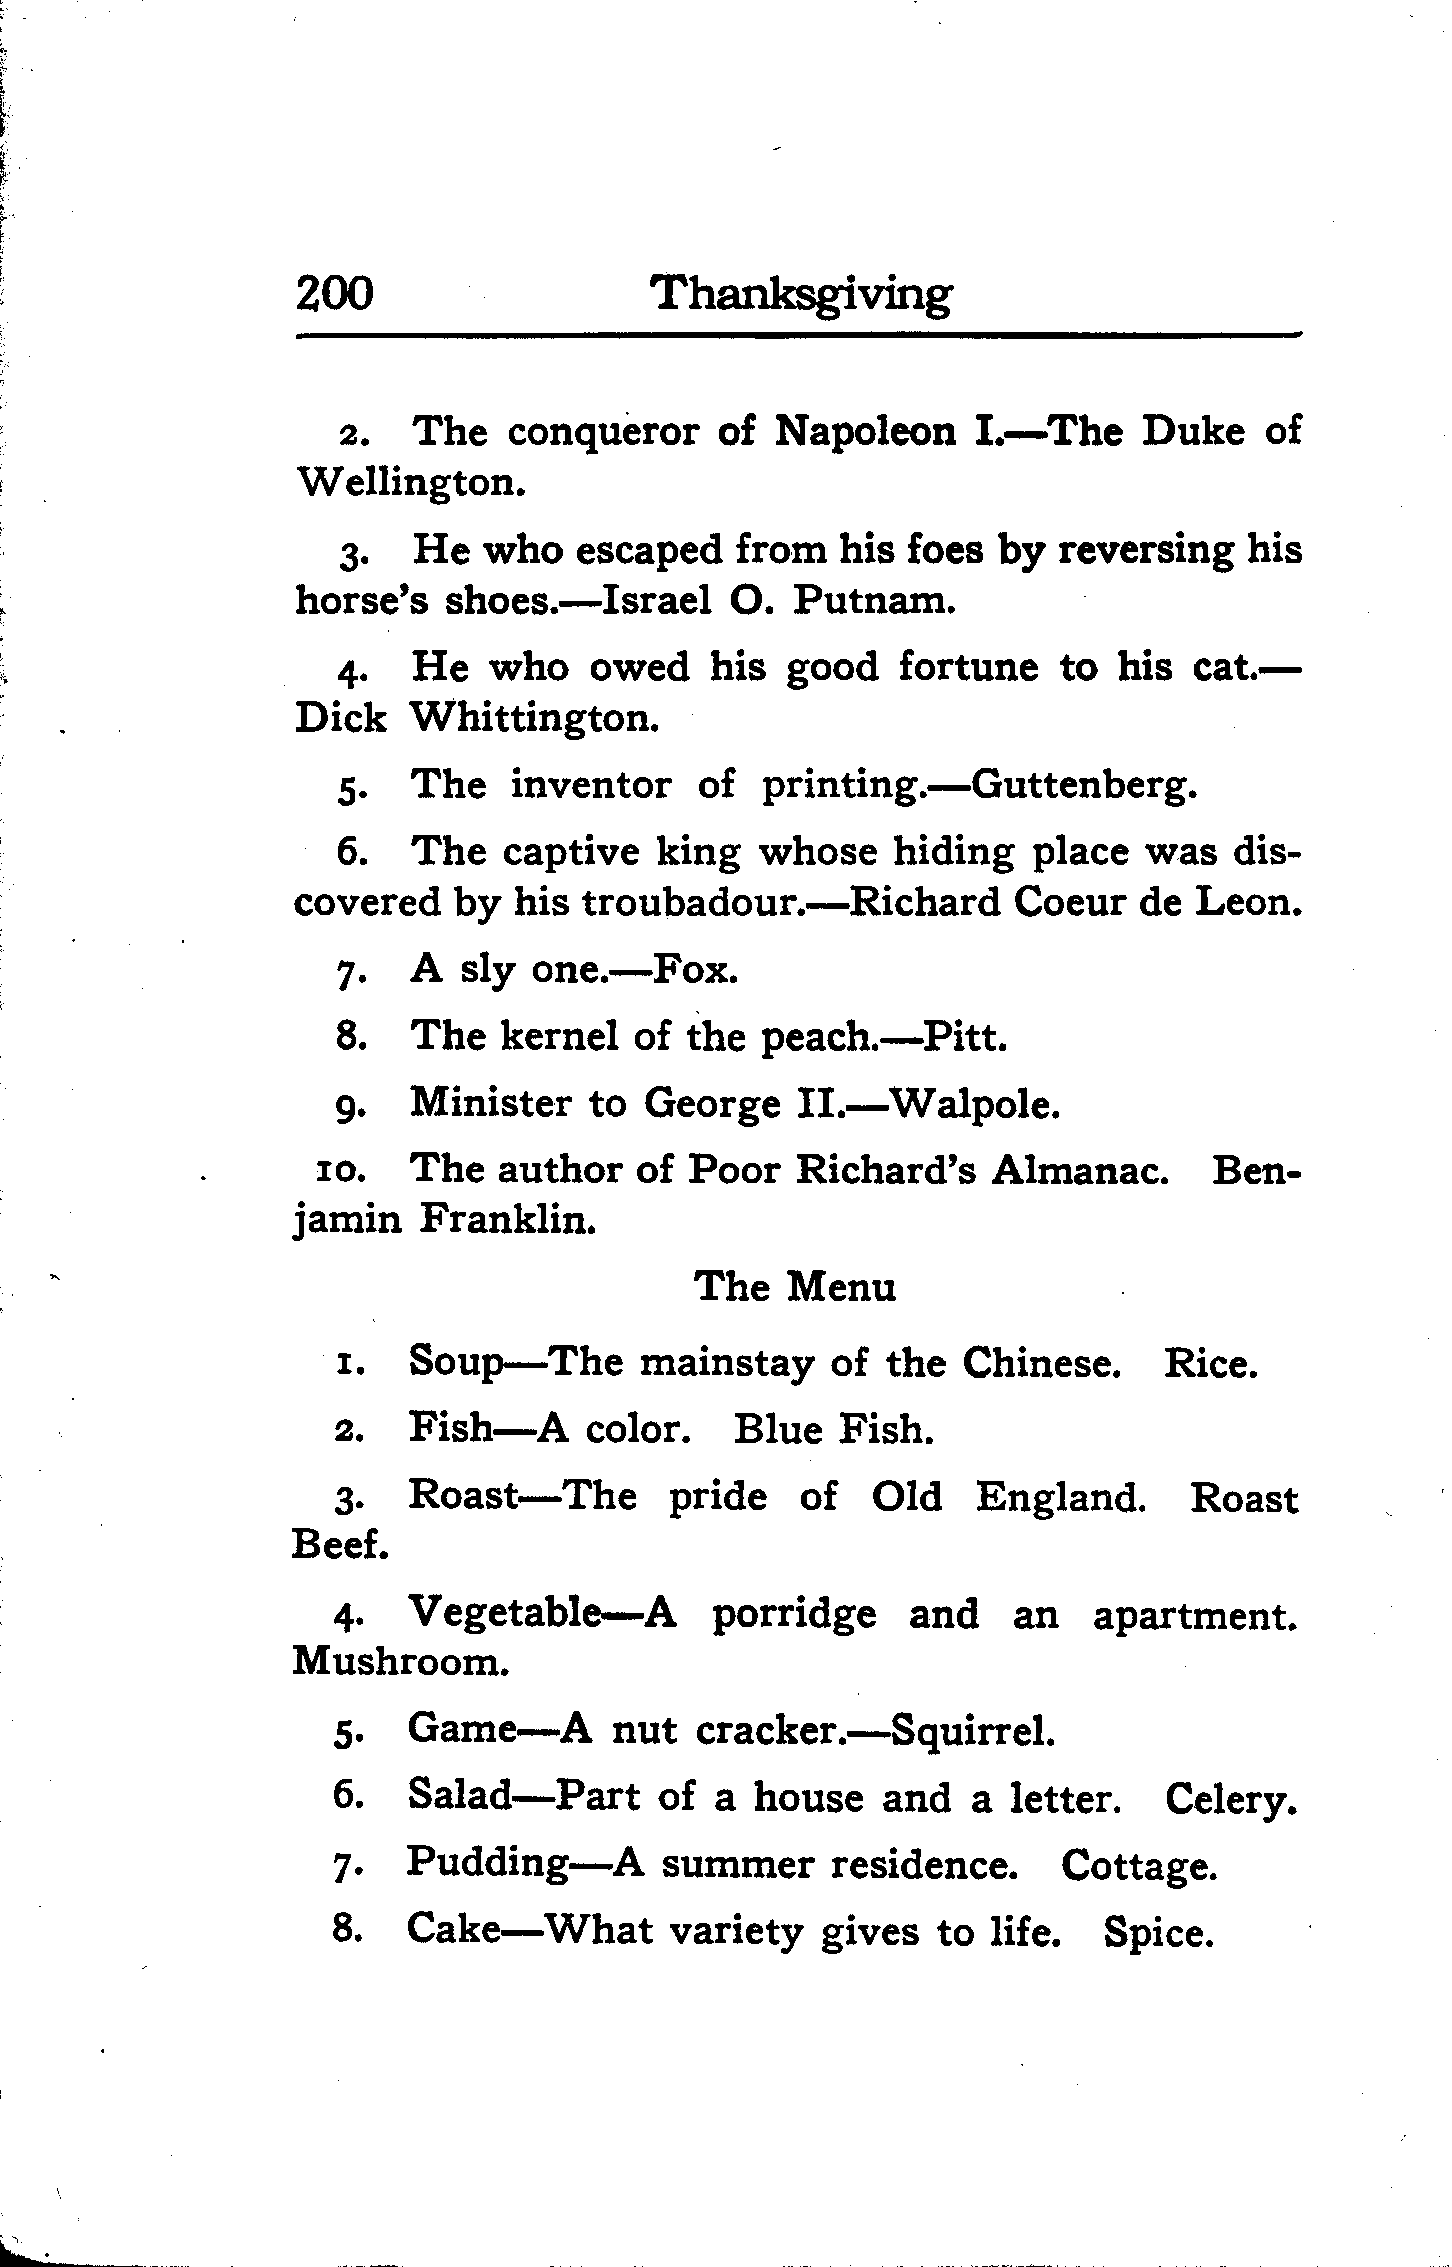 200 Thanksgiving
2. The conqueror of Napoleon I.—The Duke of
Wellington.
3. He who escaped from his foes by reversing his
horse's shoes.—Israel O. Putnam.
4. He who owed his good fortune to his cat.—
Dick Whittington.
5. The inventor of printing.—Guttenberg.
6. The captive king whose hiding place was dis-
covered by his troubadour.—Richard Coeur de Leon.
7. A sly one.—Fox.
8. The kernel of the peach.—Pitt.
9. Minister to George II.—Walpole.
10. The author of Poor Richard's Almanac. Ben-
jamin Franklin.
The Menu
1. Soup—The mainstay of the Chinese. Rice.
2. Fish—A color. Blue Fish.
3. Roast—The pride of Old England. Roast
Beef.
4. Vegetable—A porridge and an apartment.
Mushroom.
5. Game—A nut cracker.—Squirrel.
6. Salad—Part of a house and a letter. Celery.
7. Pudding—A summer residence. Cottage.
8. Cake—What variety gives to life. Spice.